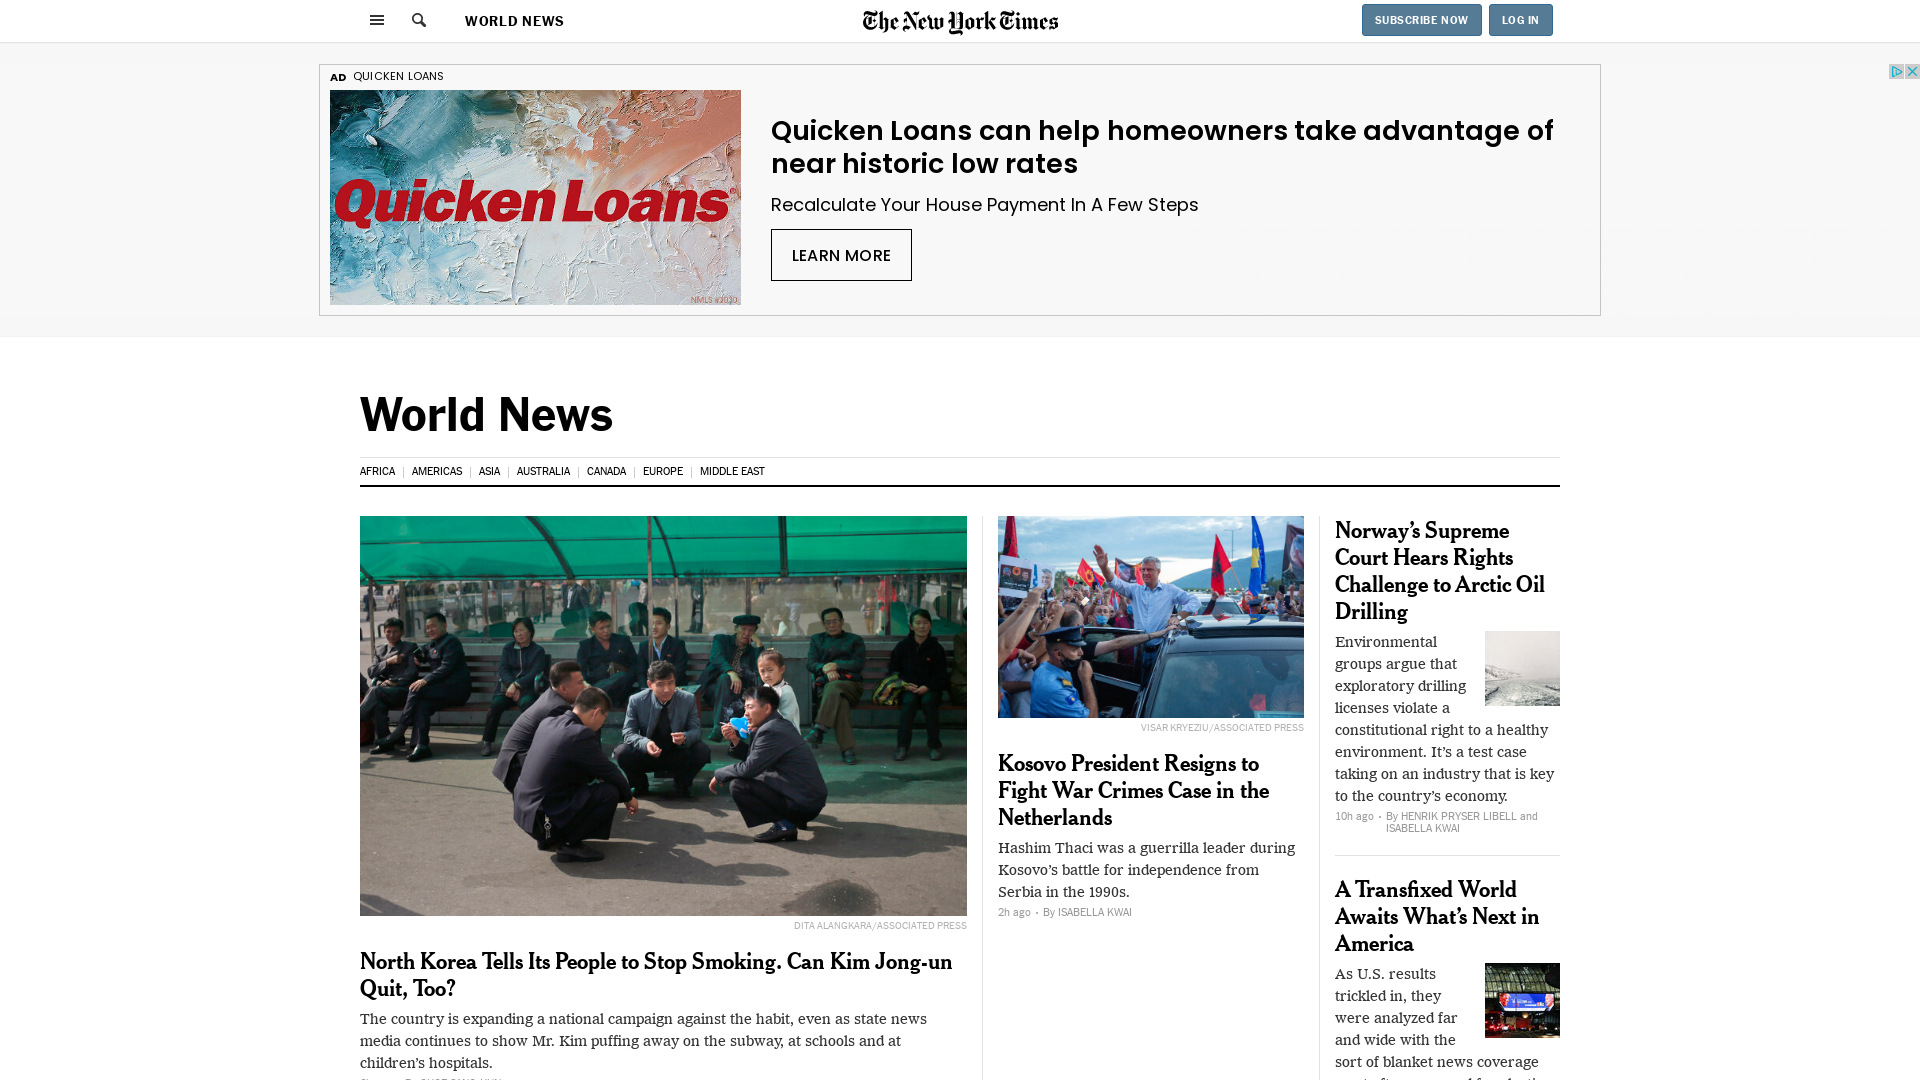 WORLD NEWS
The New York Times
SUBSCRIBE NOW
LOG IN
AD QUICKEN LOANS
Quicken Loans®
NMLS #3030
Quicken Loans can help homeowners take advantage of
near historic low rates
Recalculate Your House Payment In A Few Steps
LEARN MORE
World News
AFRICA
AMERICAS
ASIA
AUSTRALIA
CANADA
EUROPE
MIDDLE EAST
DITA ALANGKARA/ASSOCIATED PRESS
North Korea Tells Its People to Stop Smoking. Can Kim Jong-un
Quit, Too?
The country is expanding a national campaign against the habit, even as state news
media continues to show Mr. Kim puffing away on the subway, at schools and at
children’s hospitals.
VISAR KRYEZIU/ASSOCIATED PRESS
Kosovo President Resigns to
Fight War Crimes Case in the
Netherlands
Hashim Thaci was a guerrilla leader during
Kosovo’s battle for independence from
Serbia in the 1990s.
2h ago • By ISABELLA KWAI
Norway’s Supreme
Court Hears Rights
Challenge to Arctic Oil
Drilling
Environmental
groups argue that
exploratory drilling
licenses violate a
constitutional right to a healthy
environment. It’s a test case
taking on an industry that is key
to the country’s economy.
10h ago • By HENRIK PRYSER LIBELL and
ISABELLA KWAI
A Transfixed World
Awaits What’s Next in
America
As U.S. results
trickled in, they
were analyzed far
and wide with the
sort of blanket news coverage